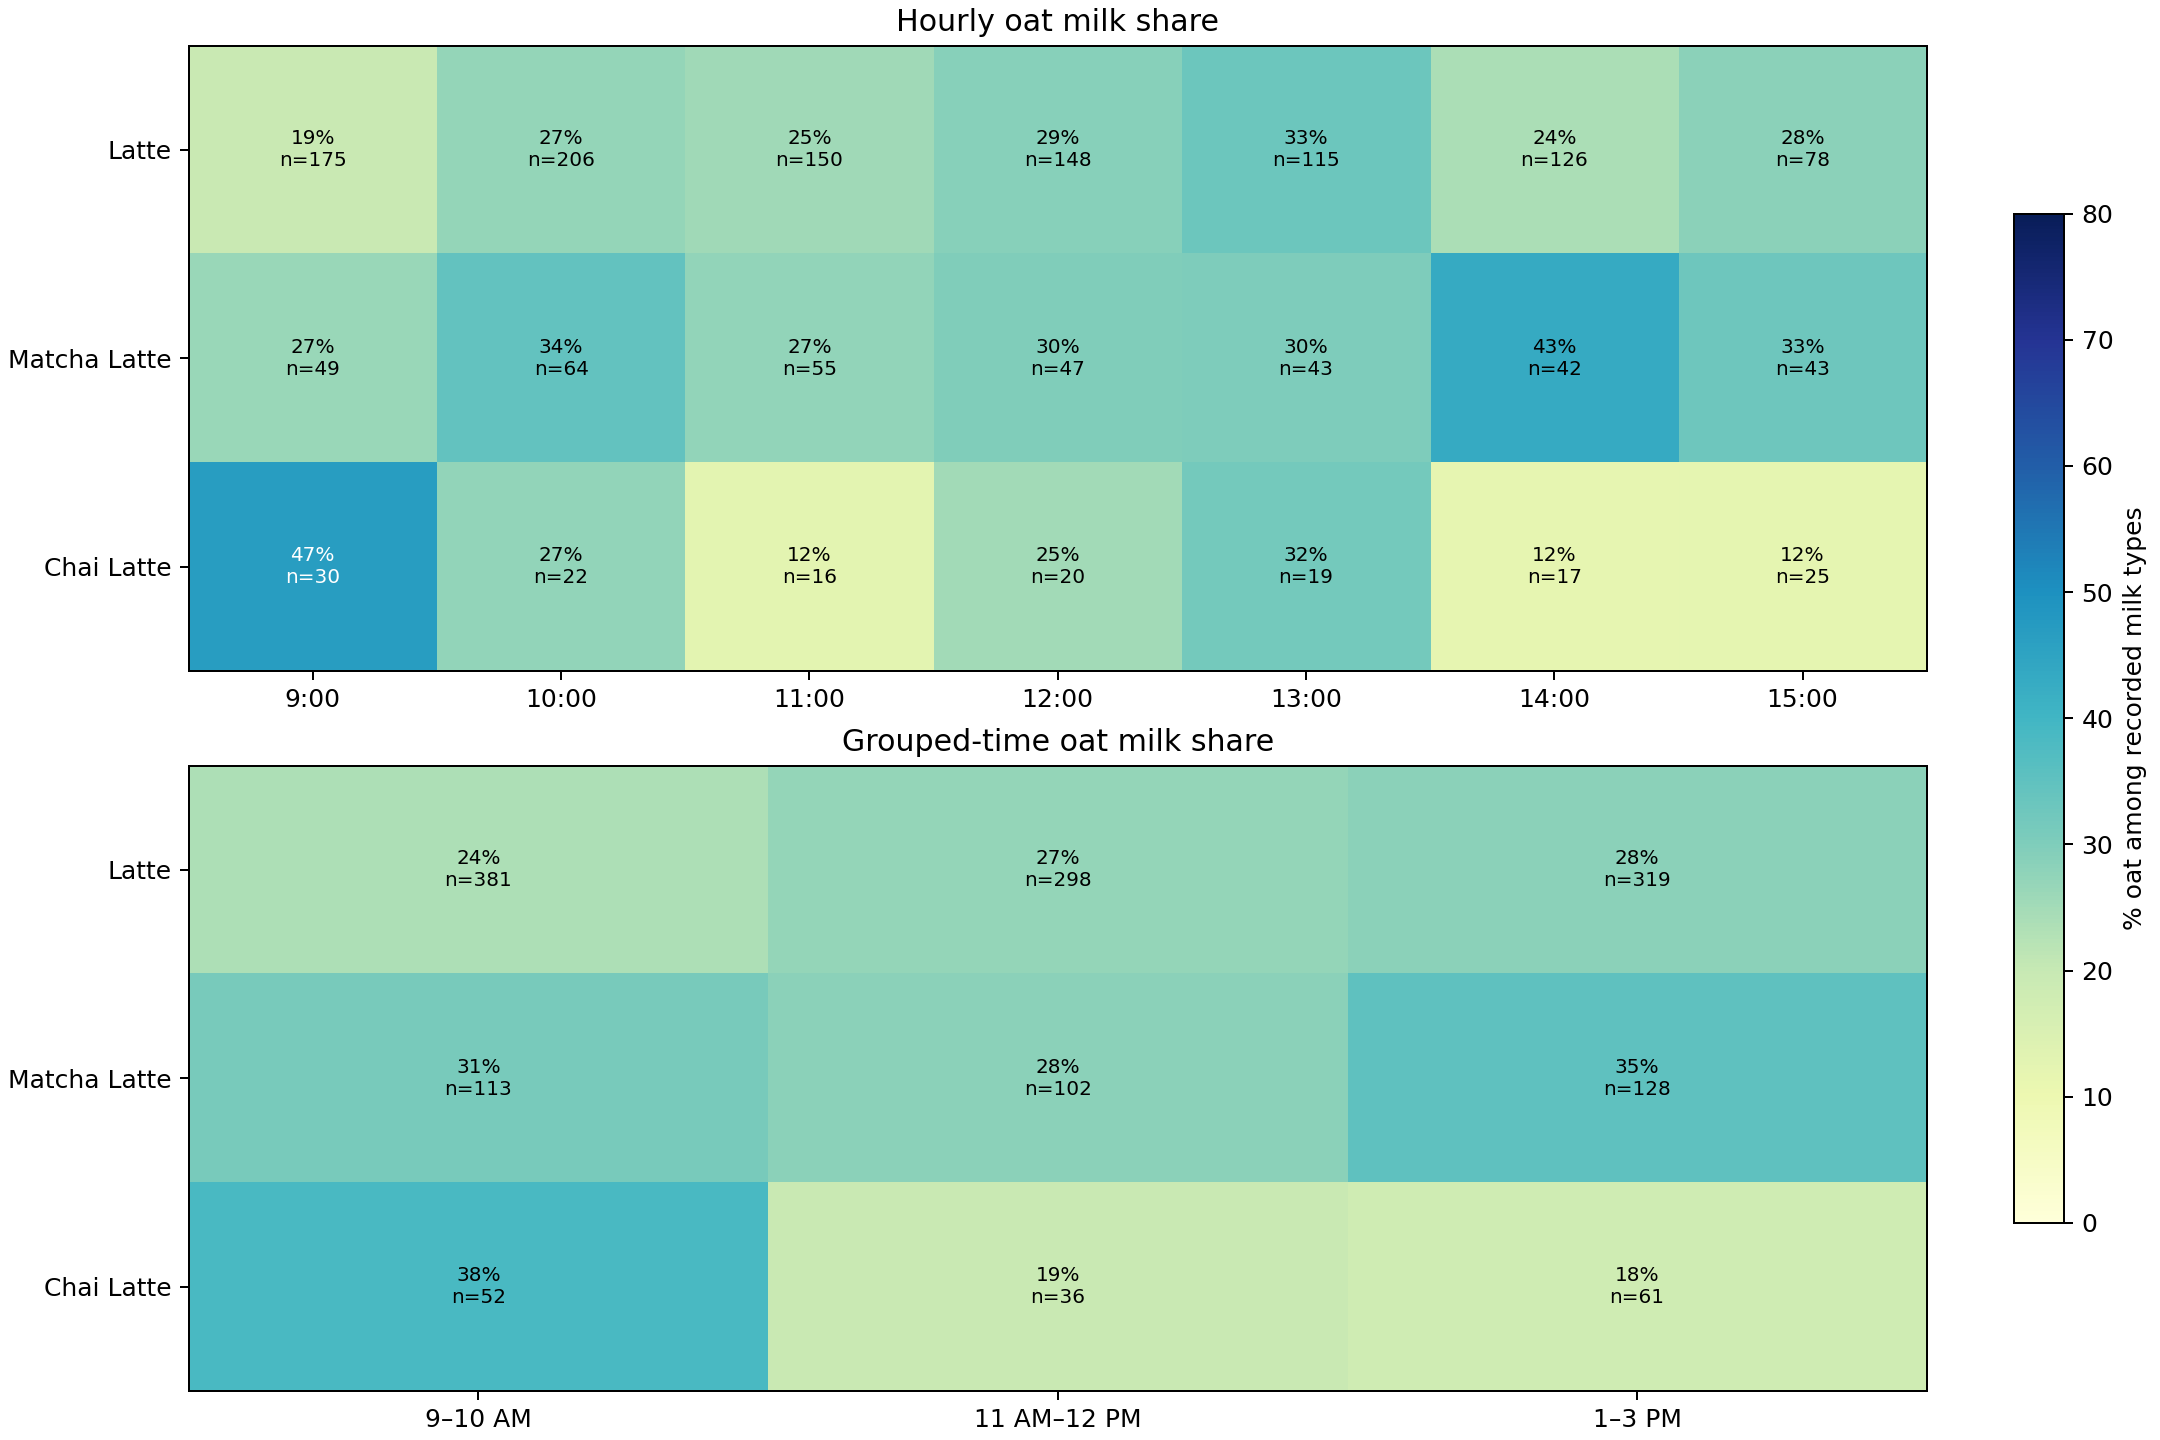 Hourly oat milk share
Latte
19%
n=175
27%
n=206
25%
n=150
29%
n=148
33%
n=115
24%
n=126
28%
n=78
Matcha Latte
27%
n=49
34%
n=64
27%
n=55
30%
n=47
30%
n=43
43%
n=42
33%
n=43
Chai Latte
47%
n=30
27%
n=22
12%
n=16
25%
n=20
32%
n=19
12%
n=17
12%
n=25
9:00
10:00
11:00
12:00
13:00
14:00
15:00
Grouped-time oat milk share
Latte
24%
n=381
27%
n=298
28%
n=319
Matcha Latte
31%
n=113
28%
n=102
35%
n=128
Chai Latte
38%
n=52
19%
n=36
18%
n=61
9–10 AM
11 AM–12 PM
1–3 PM
80
70
60
50
40
30
20
10
0
% oat among recorded milk types